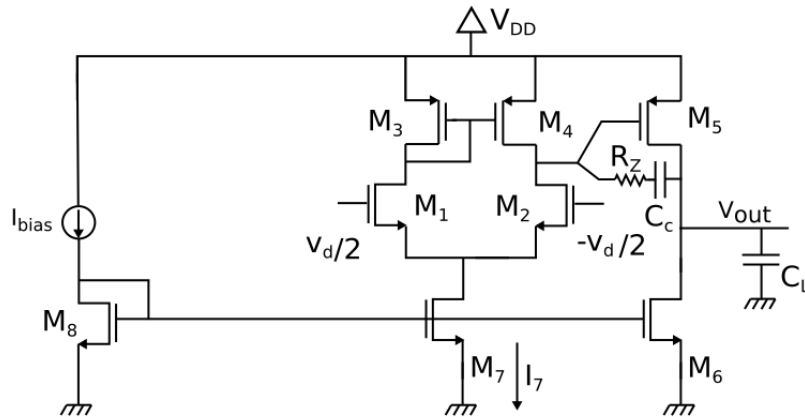 V_DD
M_3
M_4
M_5
R_Z
I_bias
M_1
M_2
C_c
V_out
v_d/2
-v_d/2
C_L
M_8
M_7
I_7
M_6